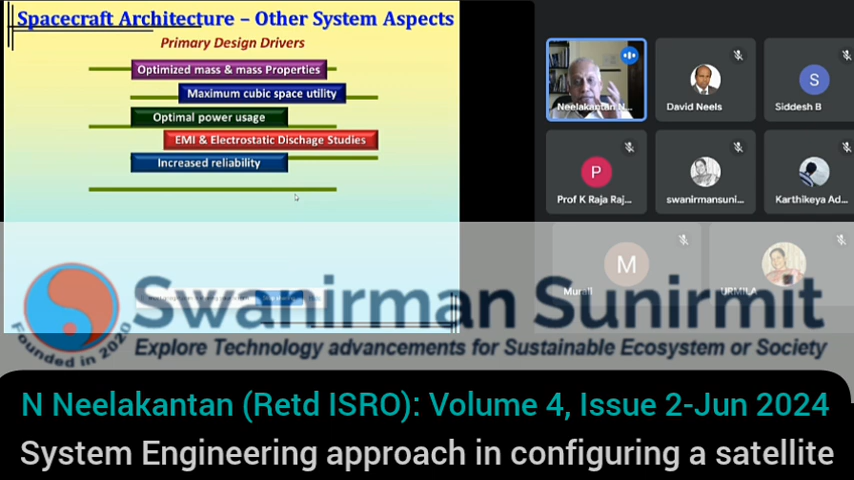 Spacecraft Architecture – Other System Aspects
Primary Design Drivers
Optimized mass & mass Properties
Maximum cubic space utility
Optimal power usage
EMI & Electrostatic Dischage Studies
Increased reliability
Neelakantan N...
David Neels
Siddesh B
S
P
Prof K Raja Raj...
swanirmansuni...
Karthikeya Ad...
M
Murali
URMILA
Swanirman Sunirmit
Founded in 2020
Explore Technology advancements for Sustainable Ecosystem or Society
N Neelakantan (Retd ISRO): Volume 4, Issue 2-Jun 2024
System Engineering approach in configuring a satellite